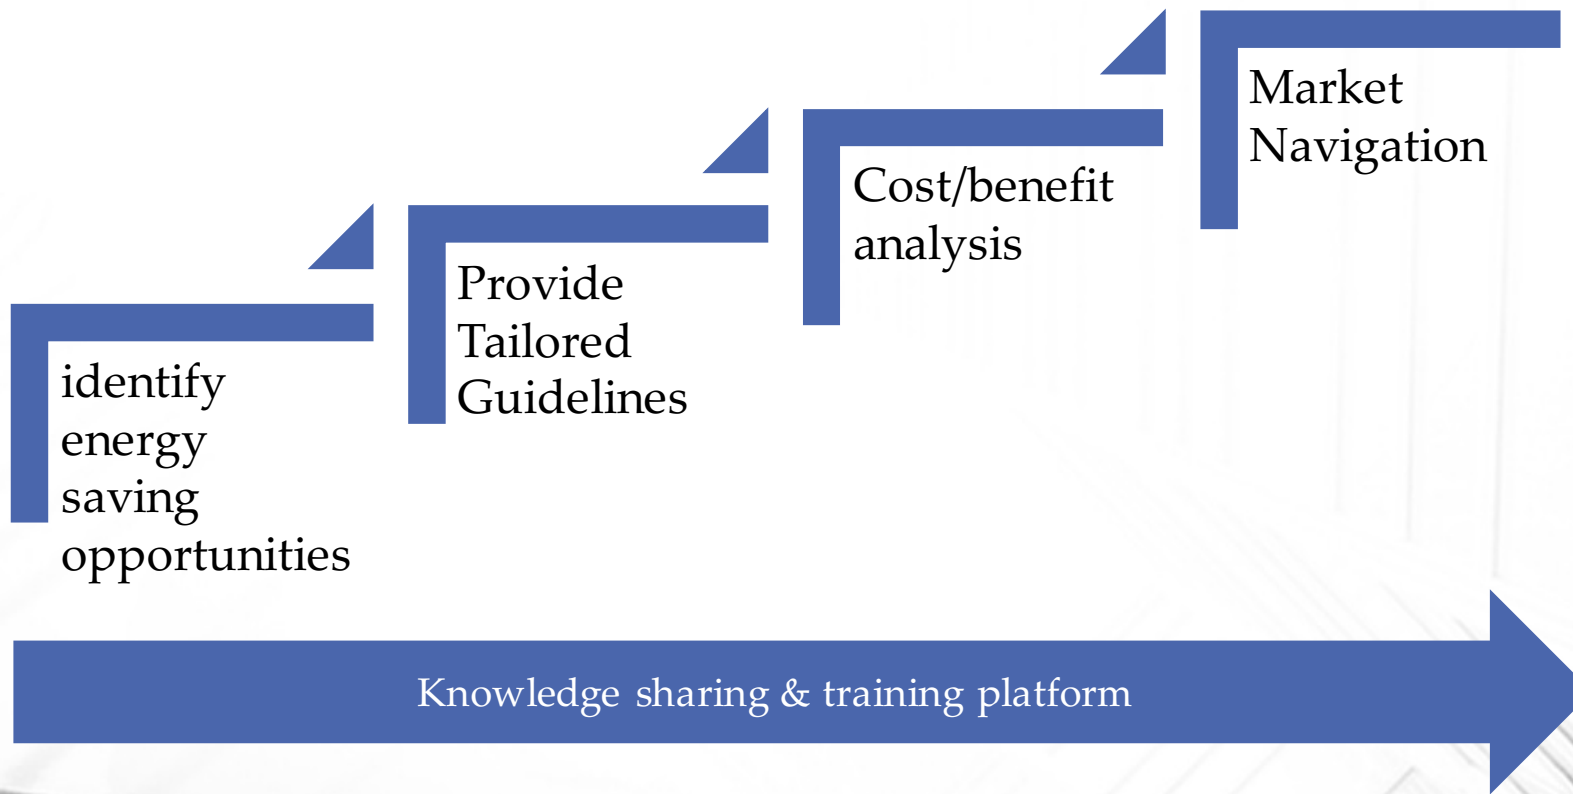 identify
energy
saving
opportunities
Provide
Tailored
Guidelines
Cost/benefit
analysis
Market
Navigation
Knowledge sharing & training platform